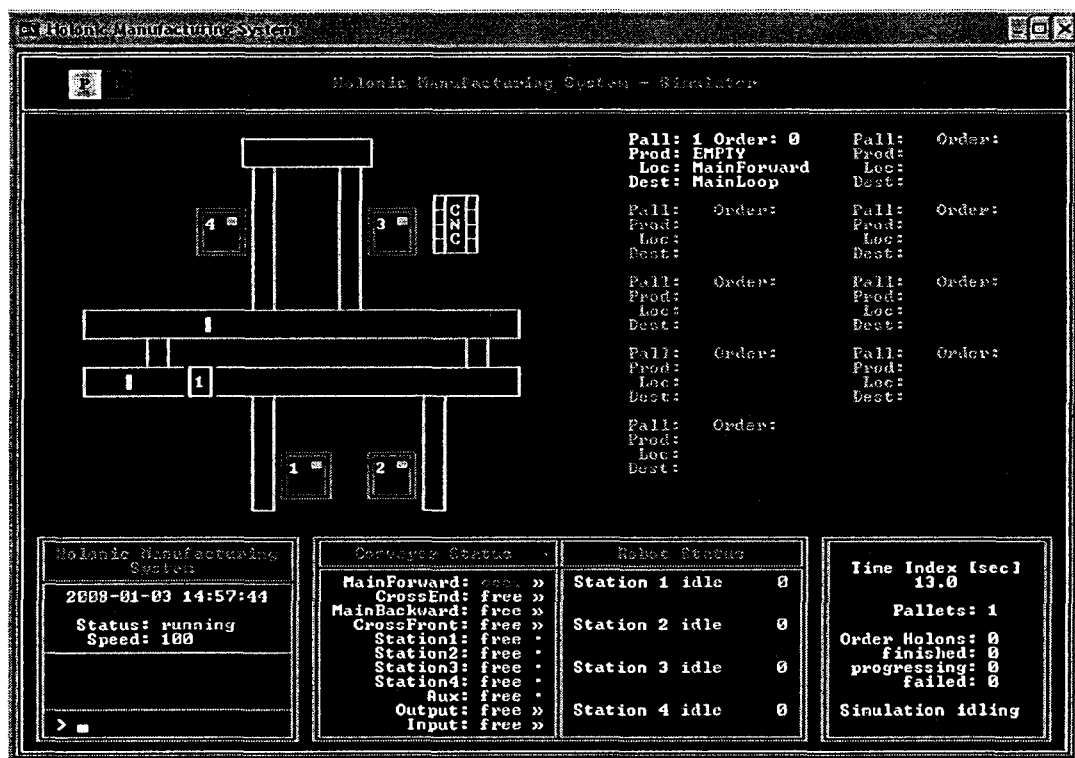 Holonic Manufacturing System
P
Holonic Manufacturing System - Simulator
Pall: 1 Order: 0
Prod: EMPTY
Loc: MainForward
Dest: MainLoop
Pall: Order:
Prod:
Loc:
Dest:
Pall: Order:
Prod:
Loc:
Dest:
Pall: Order:
Prod:
Loc:
Dest:
Pall: Order:
Prod:
Loc:
Dest:
Pall: Order:
Prod:
Loc:
Dest:
Pall: Order:
Prod:
Loc:
Dest:
Pall: Order:
Prod:
Loc:
Dest:
Pall: Order:
Prod:
Loc:
Dest:
4
3
CNC
1
1
2
Holonic Manufacturing
System
2008-01-03 14:57:44
Status: running
Speed: 100
>
Conveyor Status
MainForward: »
CrossEnd: free »
MainBackward: free »
CrossFront: free »
Station1: free ·
Station2: free ·
Station3: free ·
Station4: free ·
Aux: free ·
Output: free »
Input: free »
Robot Status
Station 1 idle 0
Station 2 idle 0
Station 3 idle 0
Station 4 idle 0
Time Index [sec]
13.0
Pallets: 1
Order Holons: 0
finished: 0
progressing: 0
failed: 0
Simulation idling